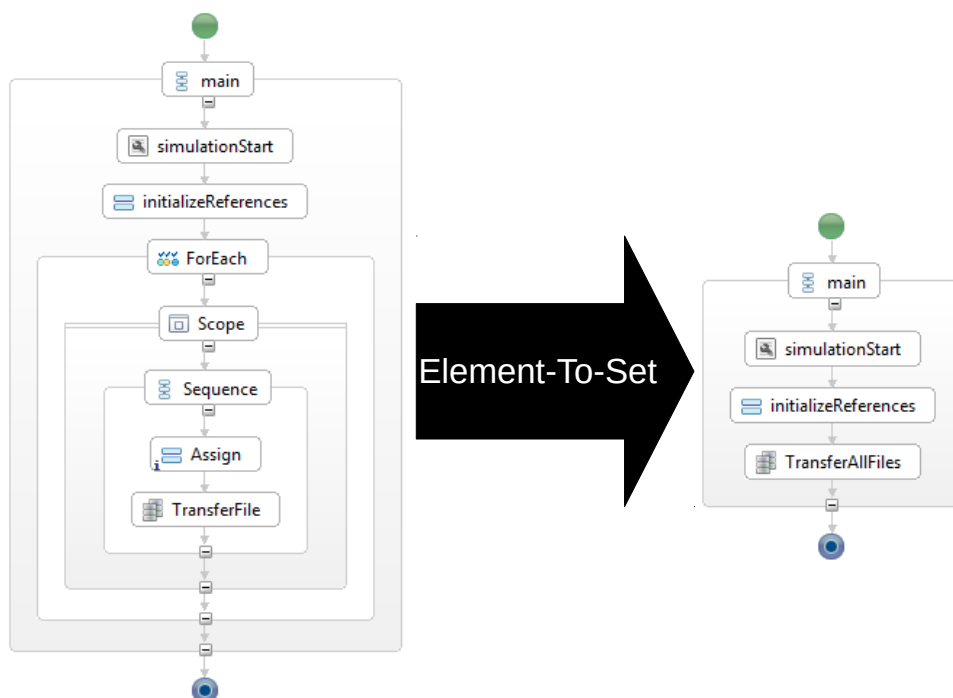 main
simulationStart
initializeReferences
ForEach
Scope
Sequence
Assign
TransferFile
Element-To-Set
main
simulationStart
initializeReferences
TransferAllFiles